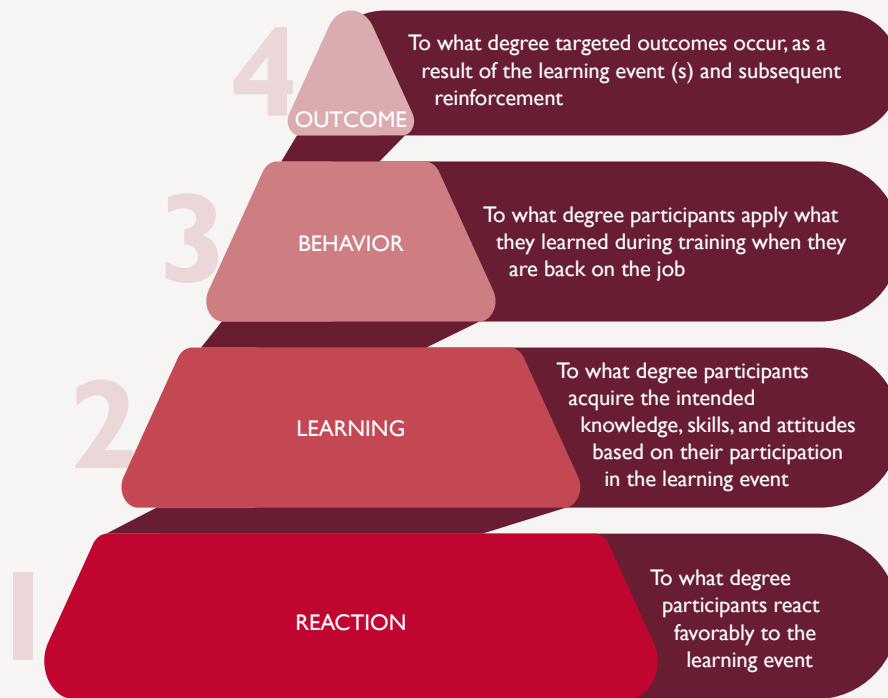 4
OUTCOME
To what degree targeted outcomes occur, as a
result of the learning event (s) and subsequent
reinforcement
3
BEHAVIOR
To what degree participants apply what
they learned during training when they
are back on the job
2
LEARNING
To what degree participants
acquire the intended
knowledge, skills, and attitudes
based on their participation
in the learning event
1
REACTION
To what degree
participants react
favorably to the
learning event